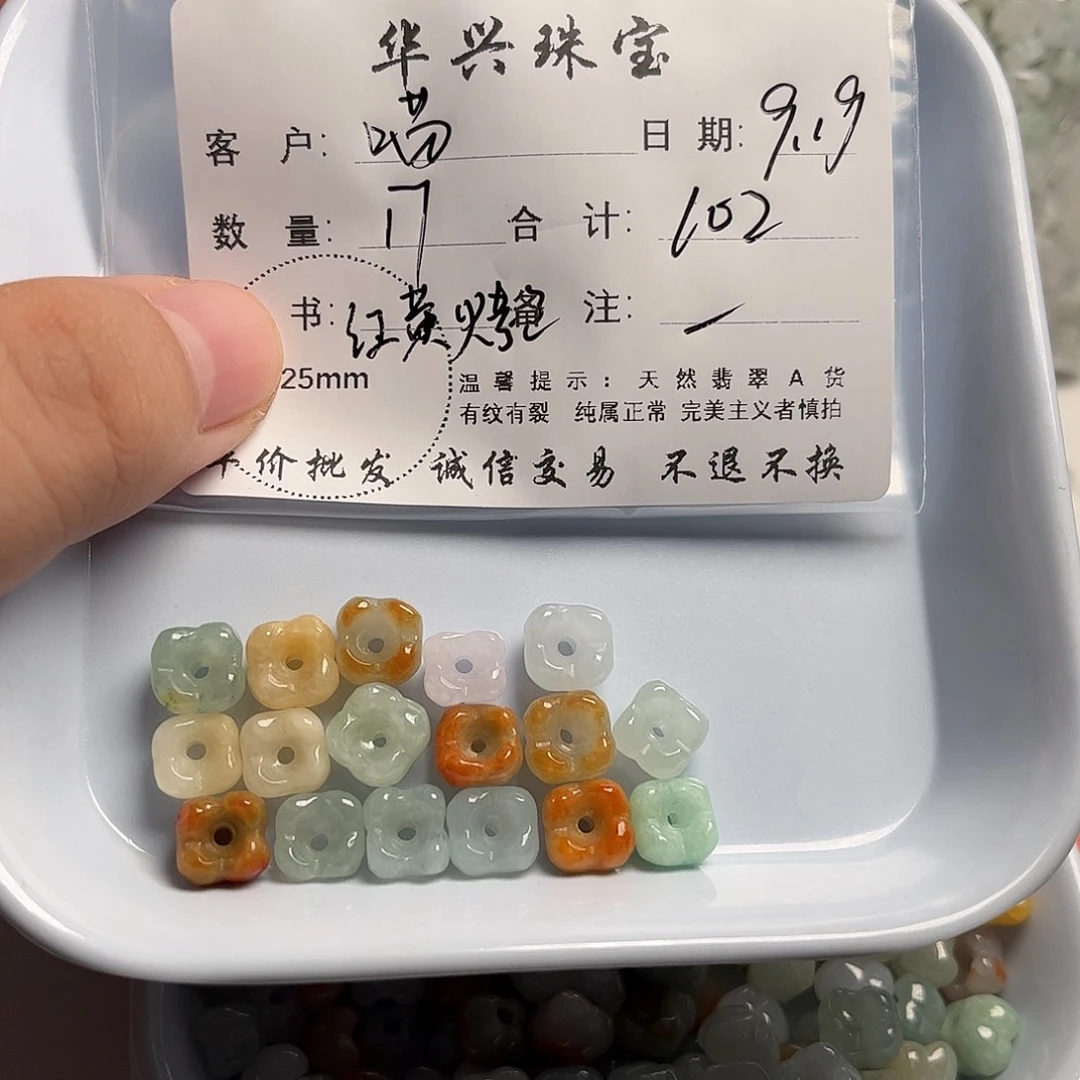 华兴珠宝
客 户: 喵 日 期: 9.19
数 量: 17 合 计: 102
书: 红黄火烤色 注: 一
25mm 温馨提示: 天然翡翠A货
有纹有裂 纯属正常 完美主义者慎拍
价批发 诚信交易 不退不换